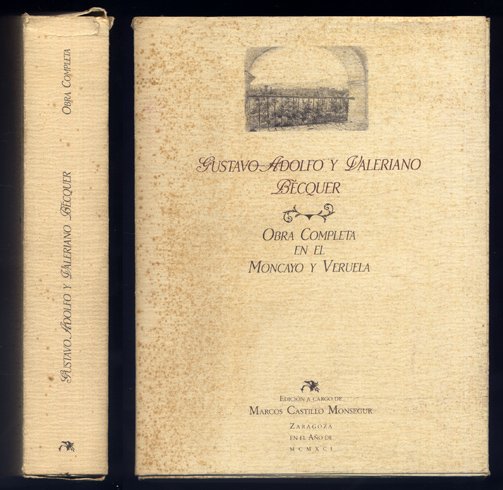 Gustavo Adolfo y Valeriano Bécquer Obra Completa
Gustavo Adolfo y Valeriano
Bécquer
Obra Completa
en el
Moncayo y Veruela
Edición a cargo de
Marcos Castillo Monsegur
Zaragoza
en el Año de
MCMXCI